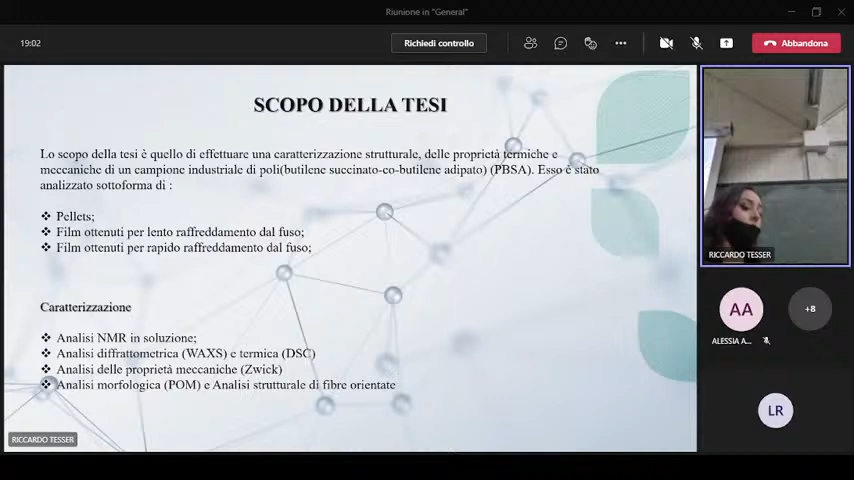 Riunione in "General"
19:02
Richiedi controllo
Abbandona
SCOPO DELLA TESI
Lo scopo della tesi è quello di effettuare una caratterizzazione strutturale, delle proprietà termiche e
meccaniche di un campione industriale di poli(butilene succinato-co-butilene adipato) (PBSA). Esso è stato
analizzato sottoforma di :
❖ Pellets;
❖ Film ottenuti per lento raffreddamento dal fuso;
❖ Film ottenuti per rapido raffreddamento dal fuso;
Caratterizzazione
❖ Analisi NMR in soluzione;
❖ Analisi diffrattometrica (WAXS) e termica (DSC)
❖ Analisi delle proprietà meccaniche (Zwick)
❖ Analisi morfologica (POM) e Analisi strutturale di fibre orientate
RICCARDO TESSER
RICCARDO TESSER
AA
+8
ALESSIA A...
LR